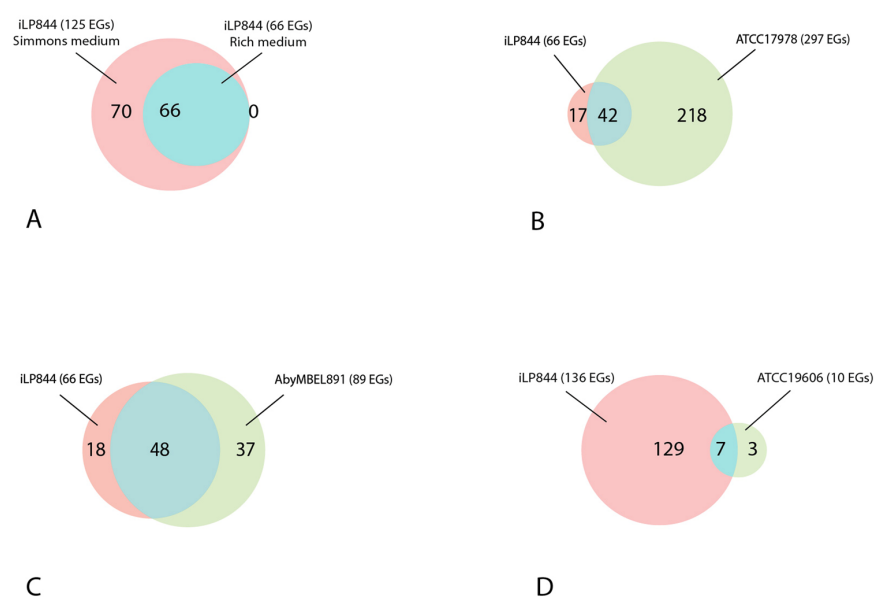 iLP844 (125 EGs)
Simmons medium
iLP844 (66 EGs)
Rich medium
70
66
0
A
iLP844 (66 EGs)
ATCC17978 (297 EGs)
17
42
218
B
iLP844 (66 EGs)
AbyMBEL891 (89 EGs)
18
48
37
C
iLP844 (136 EGs)
ATCC19606 (10 EGs)
129
7
3
D